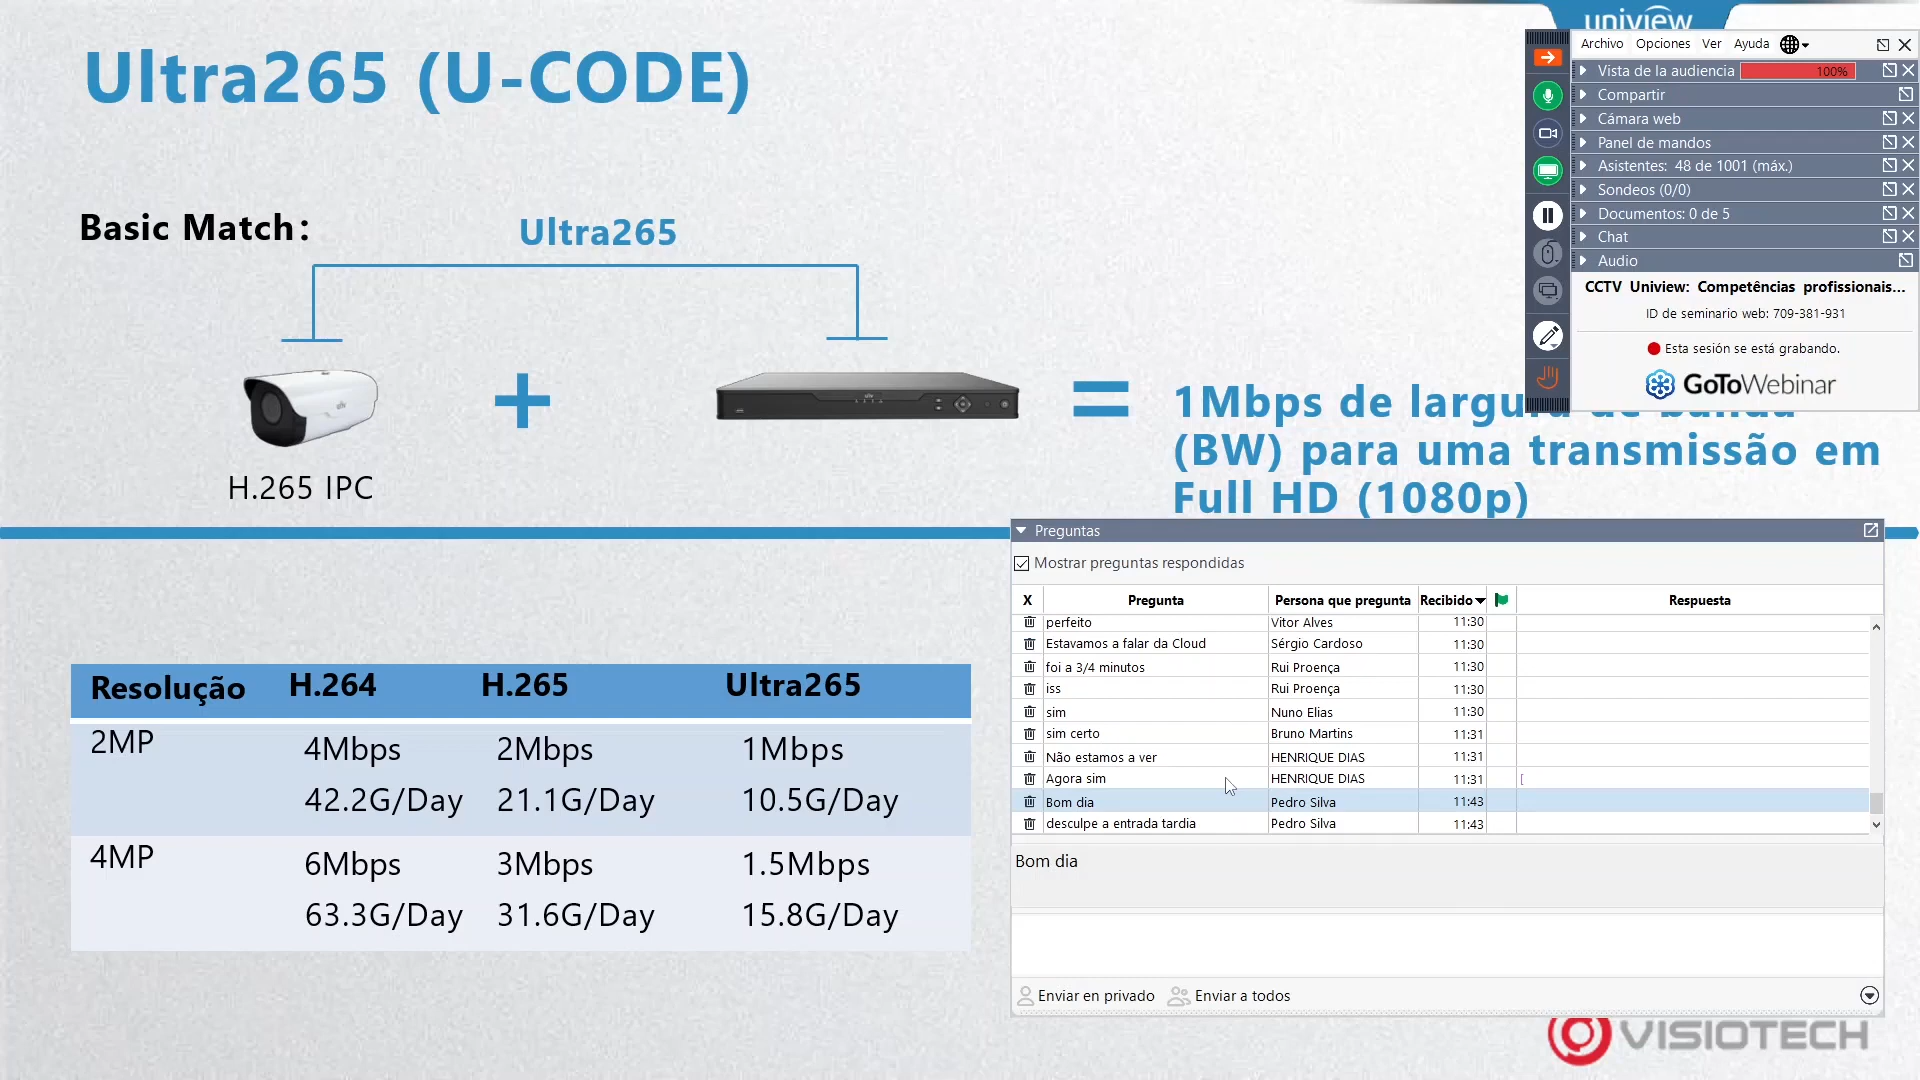 Ultra265 (U-CODE)
uniview
Archivo Opciones Ver Ayuda
Vista de la audiencia 100%
Compartir
Cámara web
Panel de mandos
Asistentes: 48 de 1001 (máx.)
Sondeos (0/0)
Documentos: 0 de 5
Chat
Audio
CCTV Uniview: Competências profissionais...
ID de seminario web: 709-381-931
Esta sesión se está grabando.
GoToWebinar
Basic Match:
Ultra265
H.265 IPC
+
=
1Mbps de largura de banda
(BW) para uma transmissão em
Full HD (1080p)
Resolução H.264 H.265 Ultra265
2MP 4Mbps 2Mbps 1Mbps
42.2G/Day 21.1G/Day 10.5G/Day
4MP 6Mbps 3Mbps 1.5Mbps
63.3G/Day 31.6G/Day 15.8G/Day
Preguntas
Mostrar preguntas respondidas
X Pregunta Persona que pregunta Recibido Respuesta
perfeito Vitor Alves 11:30
Estavamos a falar da Cloud Sérgio Cardoso 11:30
foi a 3/4 minutos Rui Proença 11:30
iss Rui Proença 11:30
sim Nuno Elias 11:30
sim certo Bruno Martins 11:31
Não estamos a ver HENRIQUE DIAS 11:31
Agora sim HENRIQUE DIAS 11:31 [
Bom dia Pedro Silva 11:43
desculpe a entrada tardia Pedro Silva 11:43
Bom dia
Enviar en privado Enviar a todos
VISIOTECH